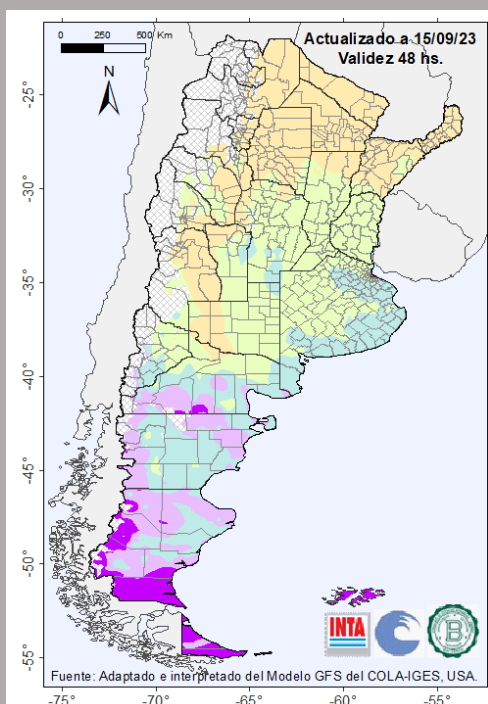 0 250 500 Km
Actualizado a 15/09/23
Validez 48 hs.
N
-25°
-30°
-35°
-40°
-45°
-50°
-55°
INTA
B
Fuente: Adaptado e interpretado del Modelo GFS del COLA-IGES, USA.
-75° -70° -65° -60° -55°